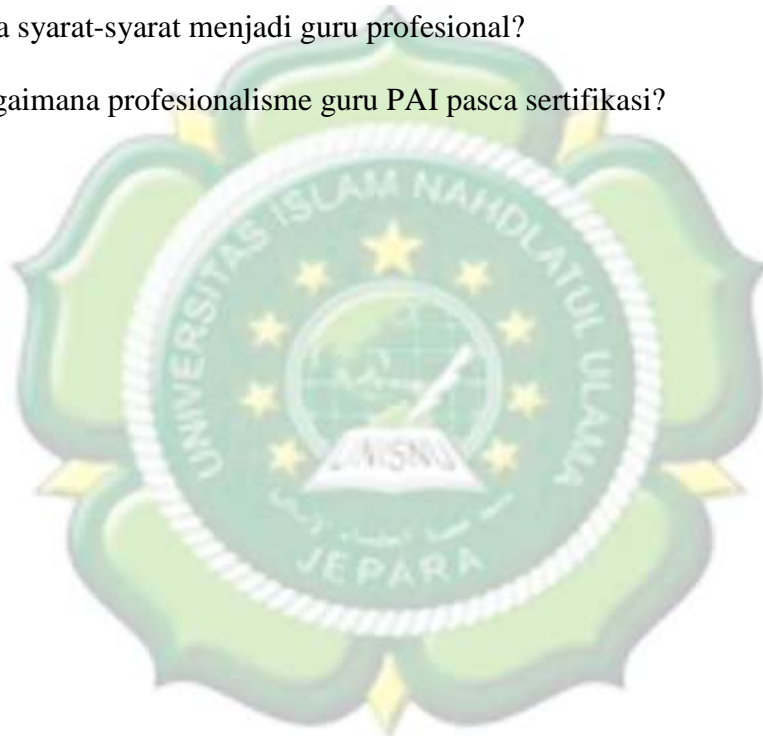 a syarat-syarat menjadi guru profesional?
gaimana profesionalisme guru PAI pasca sertifikasi?
UNIVERSITAS ISLAM NAHDLATUL ULAMA
UNISNU
JEPARA